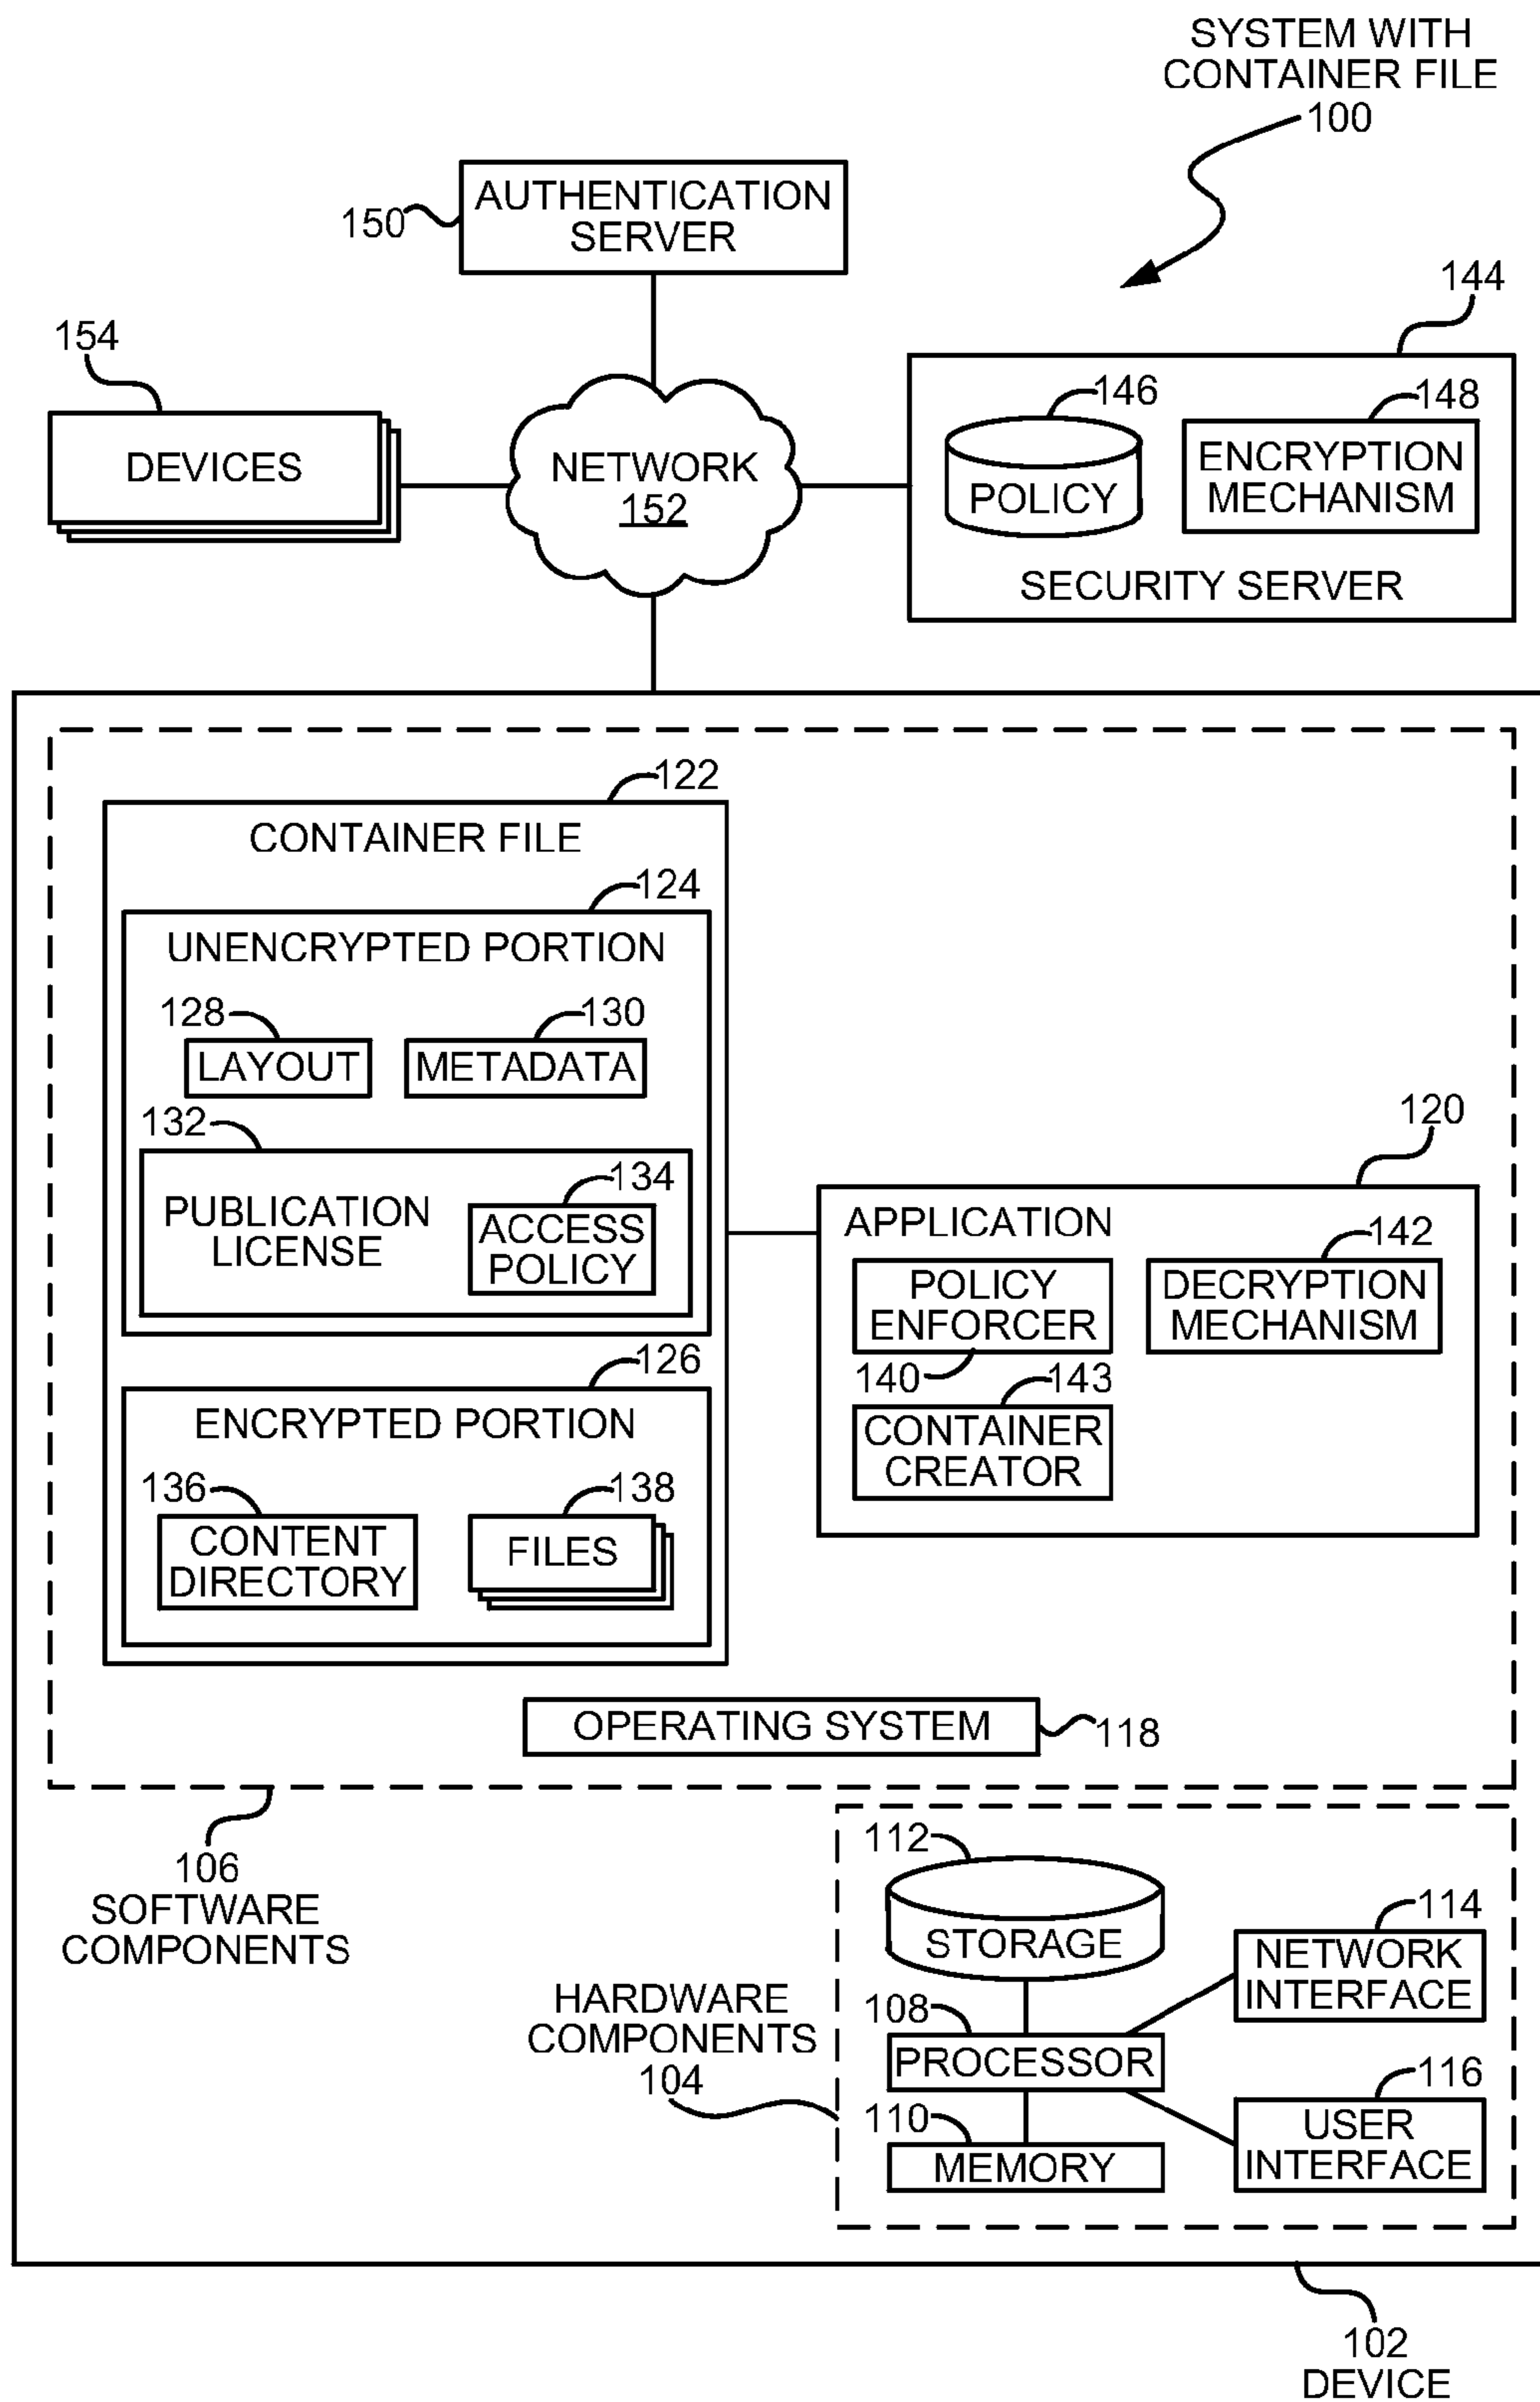 SYSTEM WITH
CONTAINER FILE
100
AUTHENTICATION
SERVER
150
144
154
146
148
DEVICES
NETWORK
152
POLICY
ENCRYPTION
MECHANISM
SECURITY SERVER
122
CONTAINER FILE
124
UNENCRYPTED PORTION
128
130
LAYOUT
METADATA
132
134
PUBLICATION
LICENSE
ACCESS
POLICY
120
APPLICATION
142
POLICY
ENFORCER
DECRYPTION
MECHANISM
140
143
CONTAINER
CREATOR
126
ENCRYPTED PORTION
136
138
CONTENT
DIRECTORY
FILES
OPERATING SYSTEM
118
106
SOFTWARE
COMPONENTS
112
STORAGE
114
NETWORK
INTERFACE
HARDWARE
COMPONENTS
104
108
PROCESSOR
116
USER
INTERFACE
110
MEMORY
102
DEVICE